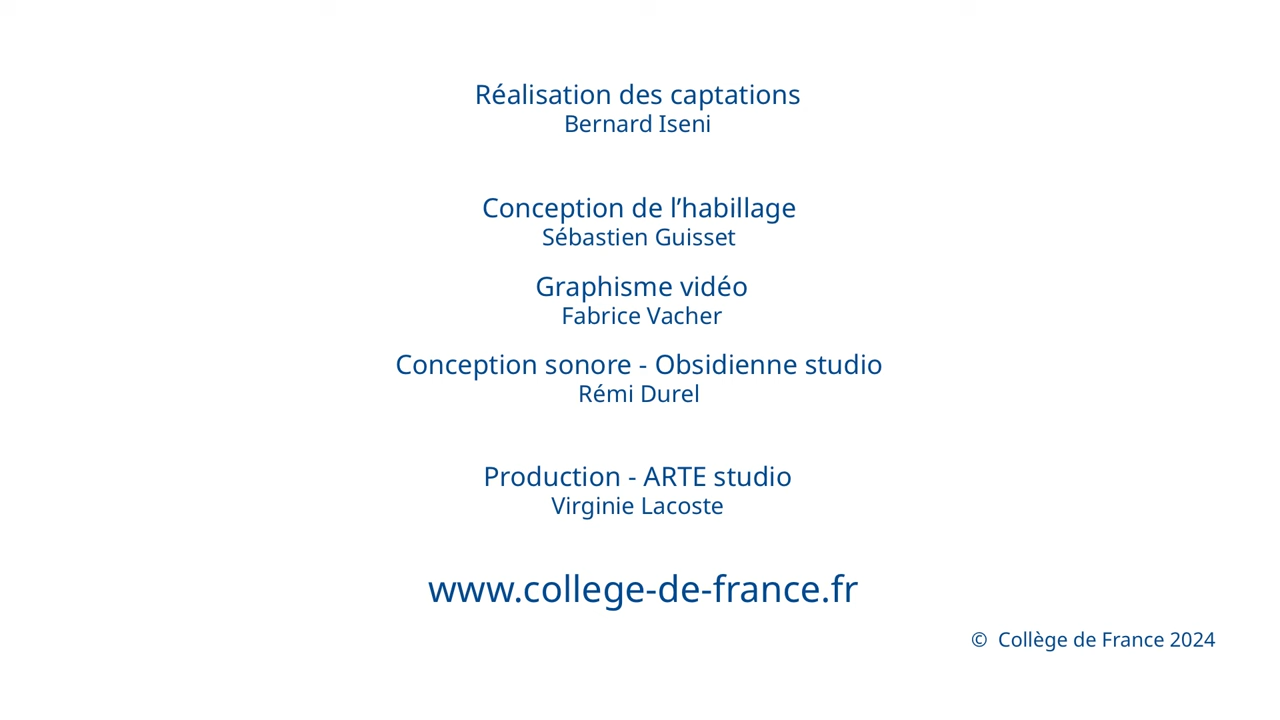 Réalisation des captations
Bernard Iseni
Conception de l’habillage
Sébastien Guisset
Graphisme vidéo
Fabrice Vacher
Conception sonore - Obsidienne studio
Rémi Durel
Production - ARTE studio
Virginie Lacoste
www.college-de-france.fr
© Collège de France 2024